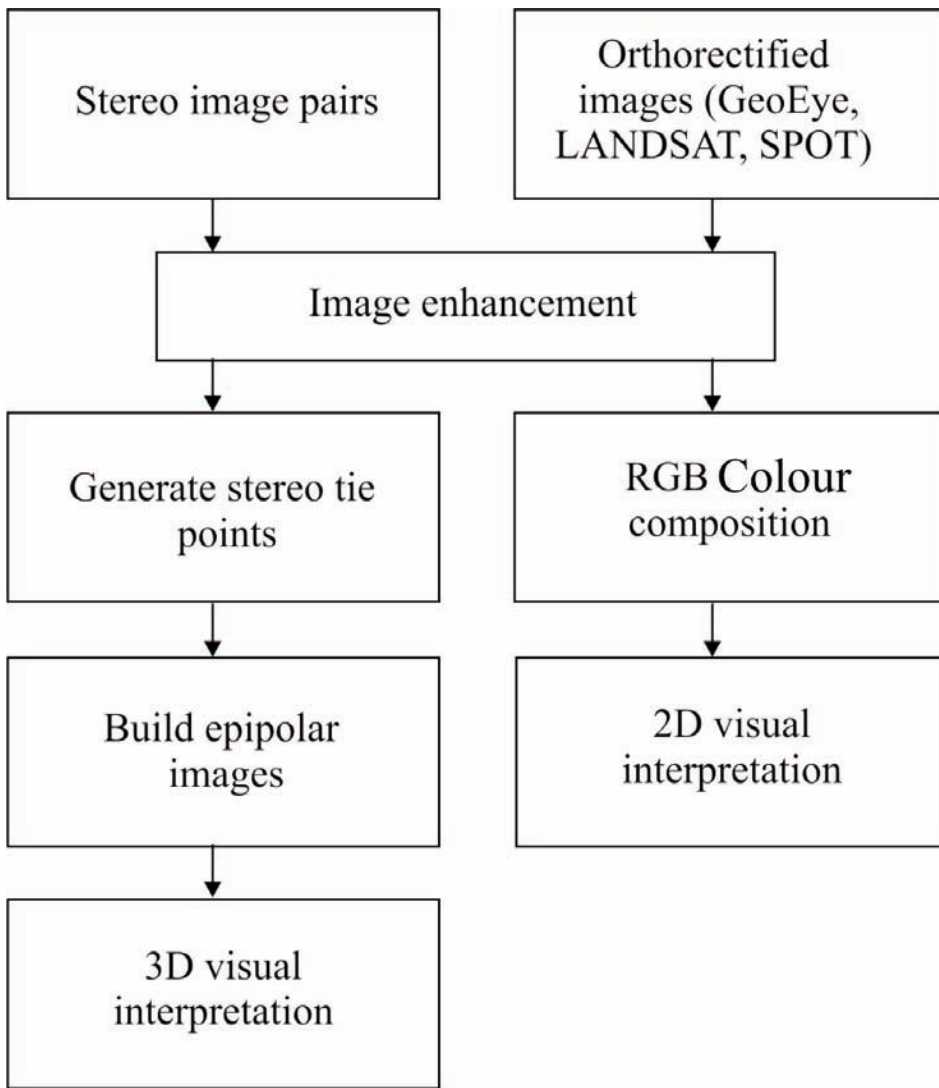 Stereo image pairs
Orthorectified
images (GeoEye,
LANDSAT, SPOT)
Image enhancement
Generate stereo tie
points
RGB Colour
composition
Build epipolar
images
2D visual
interpretation
3D visual
interpretation